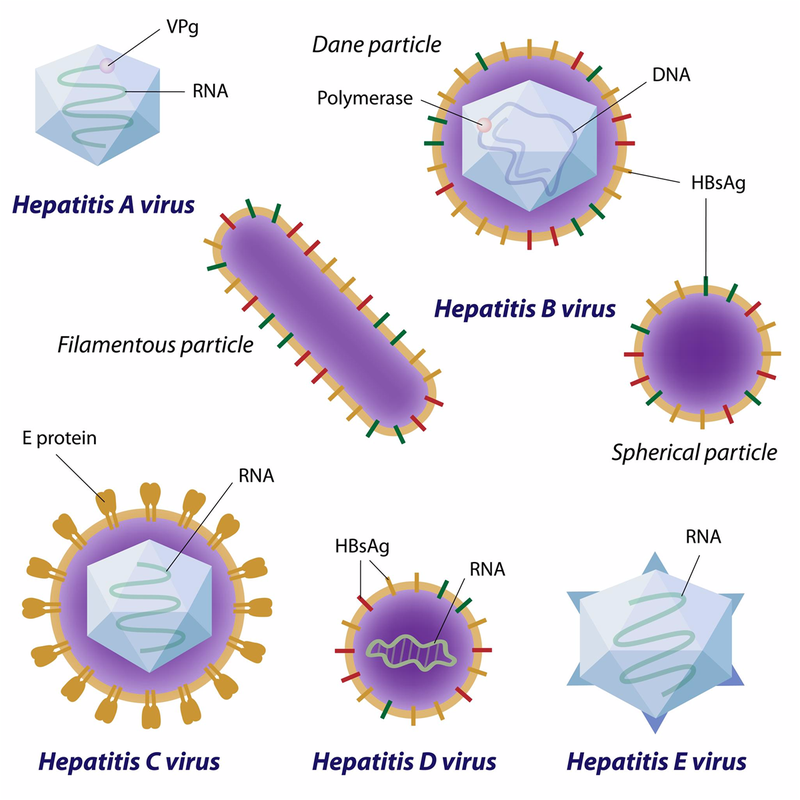 VPg
RNA
Hepatitis A virus
Dane particle
Polymerase
DNA
HBsAg
Hepatitis B virus
Filamentous particle
Spherical particle
E protein
RNA
Hepatitis C virus
HBsAg
RNA
Hepatitis D virus
RNA
Hepatitis E virus